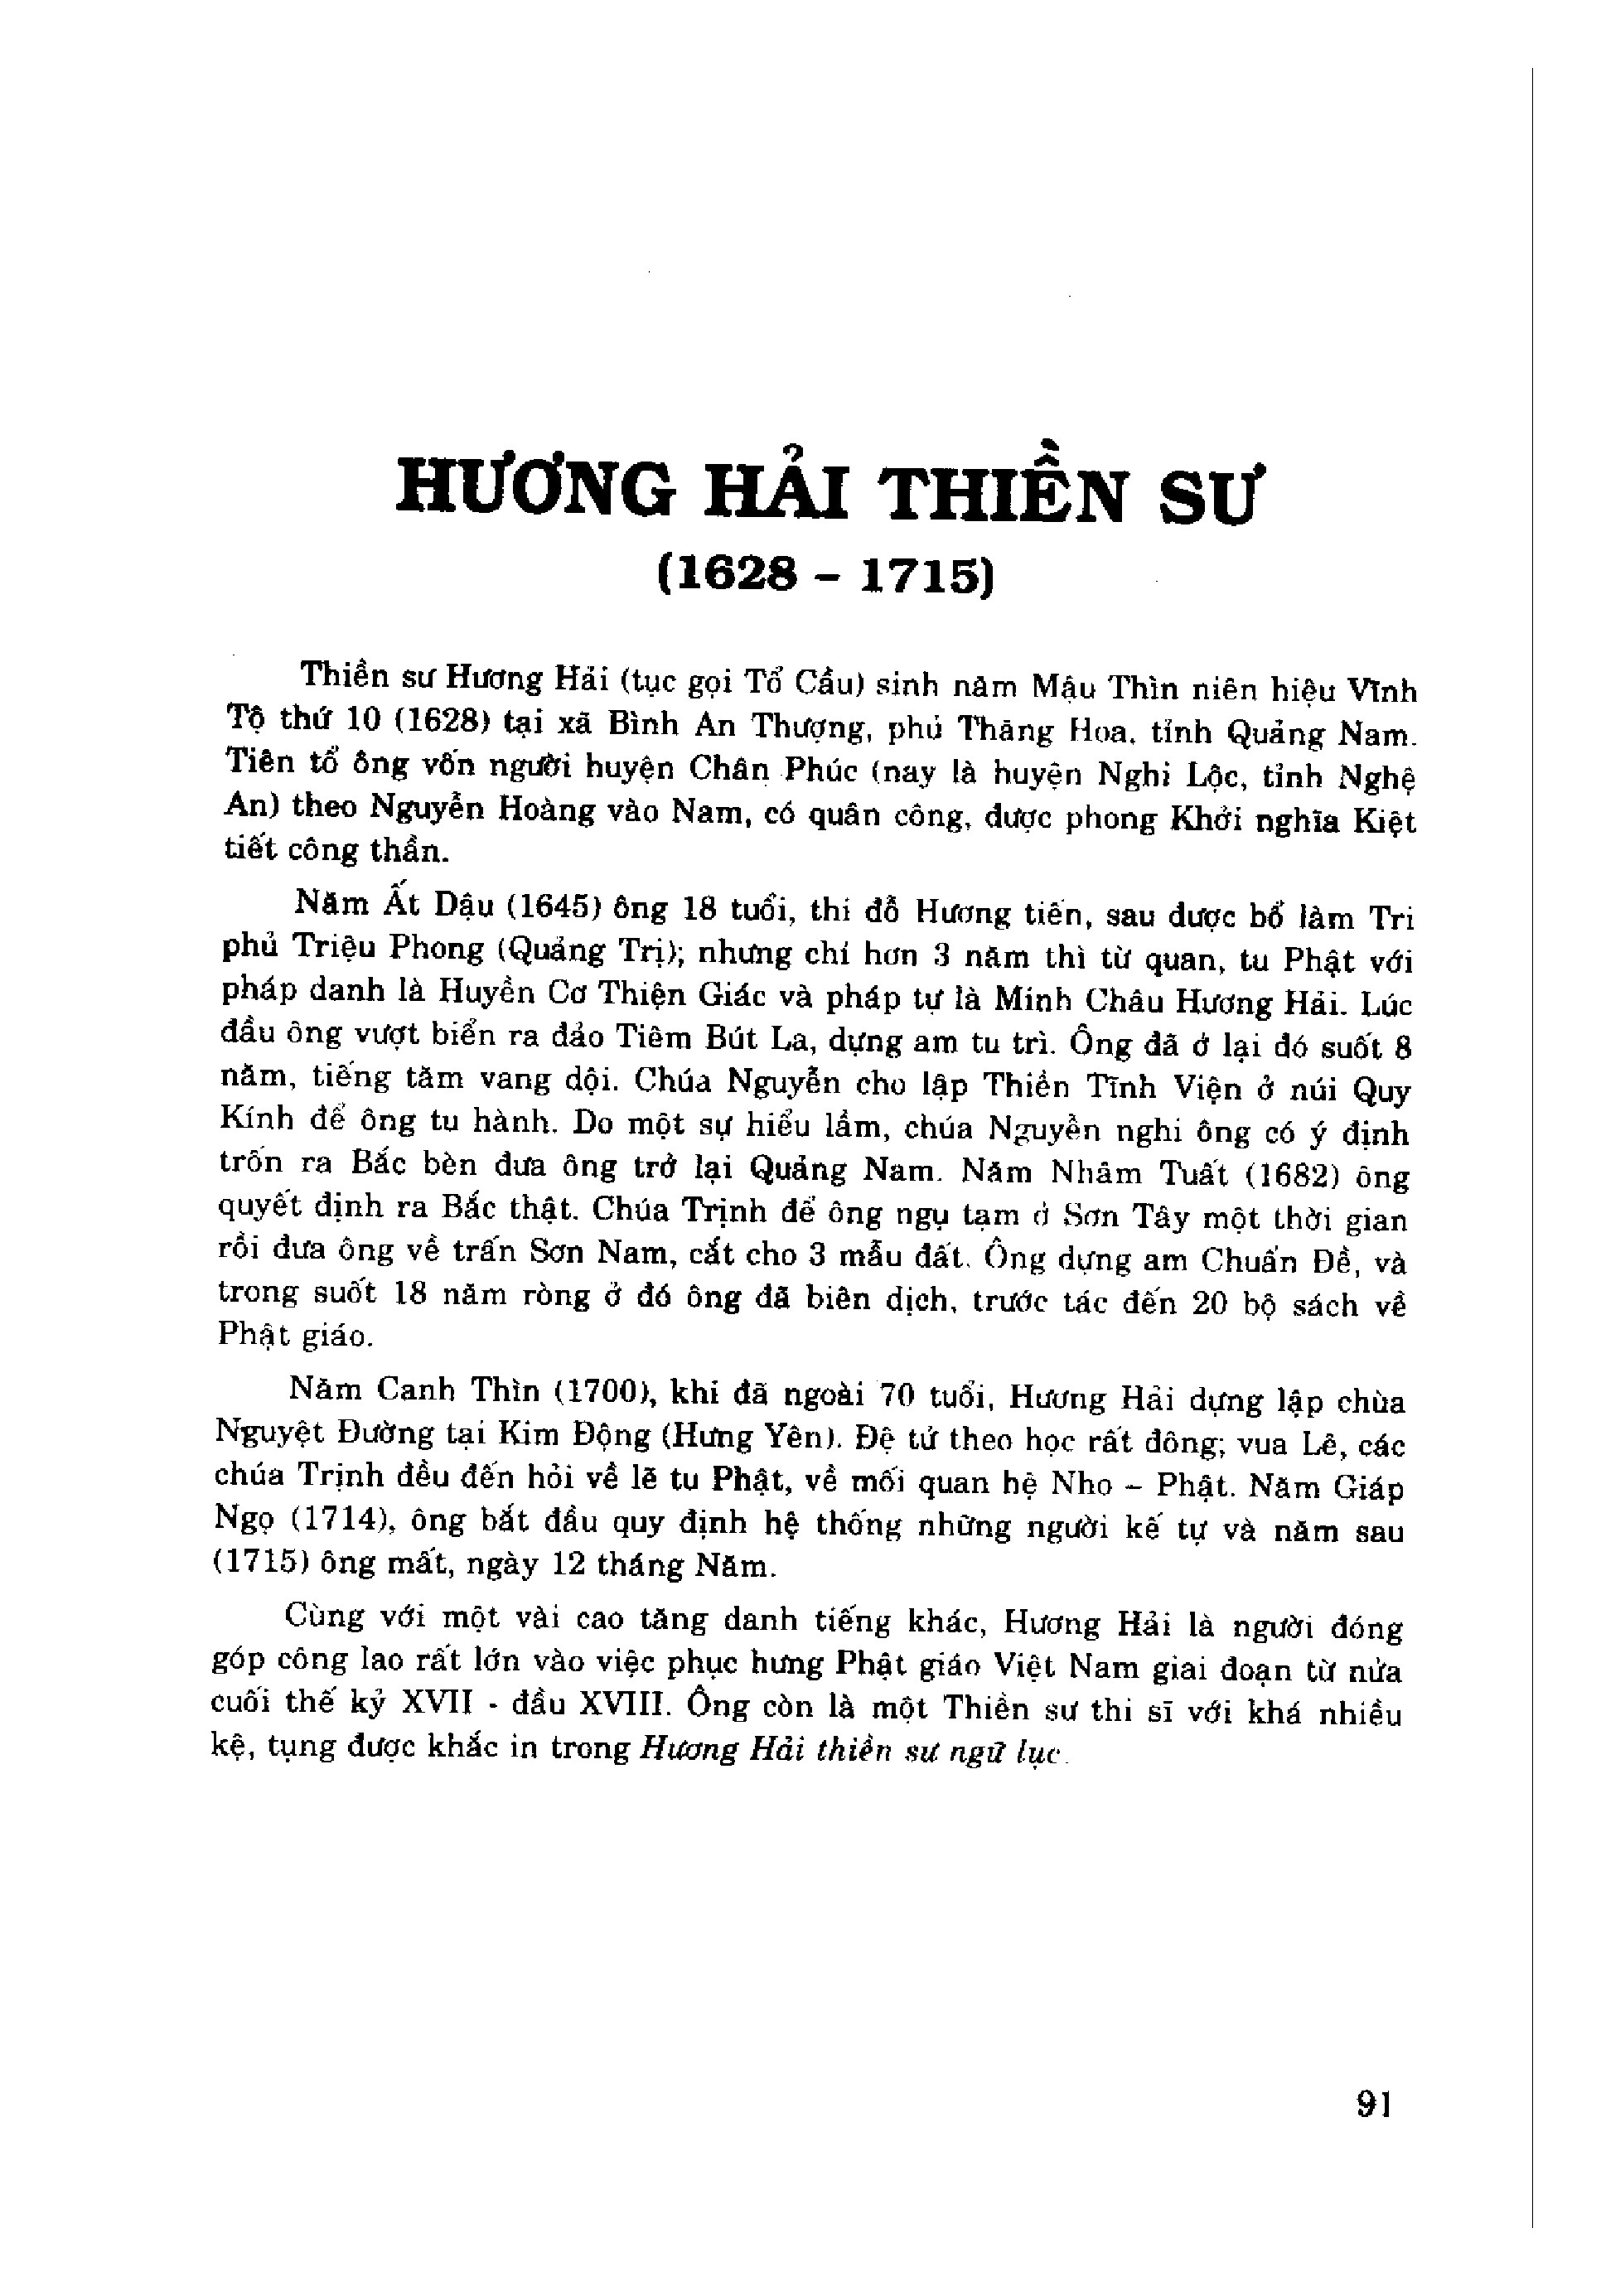 HƯƠNG HẢI THIỀN SƯ
(1628 – 1715)
Thiền sư Hương Hải (tục gọi Tổ Cầu) sinh năm Mậu Thìn niên hiệu Vĩnh
Tộ thứ 10 (1628) tại xã Bình An Thượng, phủ Thăng Hoa, tỉnh Quảng Nam.
Tiên tổ ông vốn người huyện Chân Phúc (nay là huyện Nghi Lộc, tỉnh Nghệ
An) theo Nguyễn Hoàng vào Nam, có quân công, được phong Khởi nghĩa Kiệt
tiết công thần.
Năm Ất Dậu (1645) ông 18 tuổi, thi đỗ Hương tiến, sau được bổ làm Tri
phủ Triệu Phong (Quảng Trị); nhưng chỉ hơn 3 năm thì từ quan, tu Phật với
pháp danh là Huyền Cơ Thiện Giác và pháp tự là Minh Châu Hương Hải. Lúc
đầu ông vượt biển ra đảo Tiêm Bút La, dựng am tu trì. Ông đã ở lại đó suốt 8
năm, tiếng tăm vang dội. Chúa Nguyễn cho lập Thiền Tĩnh Viện ở núi Quy
Kính để ông tu hành. Do một sự hiểu lầm, chúa Nguyễn nghi ông có ý định
trốn ra Bắc bèn đưa ông trở lại Quảng Nam. Năm Nhâm Tuất (1682) ông
quyết định ra Bắc thật. Chúa Trịnh để ông ngụ tạm ở Sơn Tây một thời gian
rồi đưa ông về trấn Sơn Nam, cắt cho 3 mẫu đất. Ông dựng am Chuẩn Đề, và
trong suốt 18 năm ròng ở đó ông đã biên dịch, trước tác đến 20 bộ sách về
Phật giáo.
Năm Canh Thìn (1700), khi đã ngoài 70 tuổi, Hương Hải dựng lập chùa
Nguyệt Đường tại Kim Động (Hưng Yên). Đệ tử theo học rất đông; vua Lê, các
chúa Trịnh đều đến hỏi về lẽ tu Phật, về mối quan hệ Nho – Phật. Năm Giáp
Ngọ (1714), ông bắt đầu quy định hệ thống những người kế tự và năm sau
(1715) ông mất, ngày 12 tháng Năm.
Cùng với một vài cao tăng danh tiếng khác, Hương Hải là người đóng
góp công lao rất lớn vào việc phục hưng Phật giáo Việt Nam giai đoạn từ nửa
cuối thế kỷ XVII - đầu XVIII. Ông còn là một Thiền sư thi sĩ với khá nhiều
kệ, tụng được khắc in trong Hương Hải thiền sư ngữ lục.
91